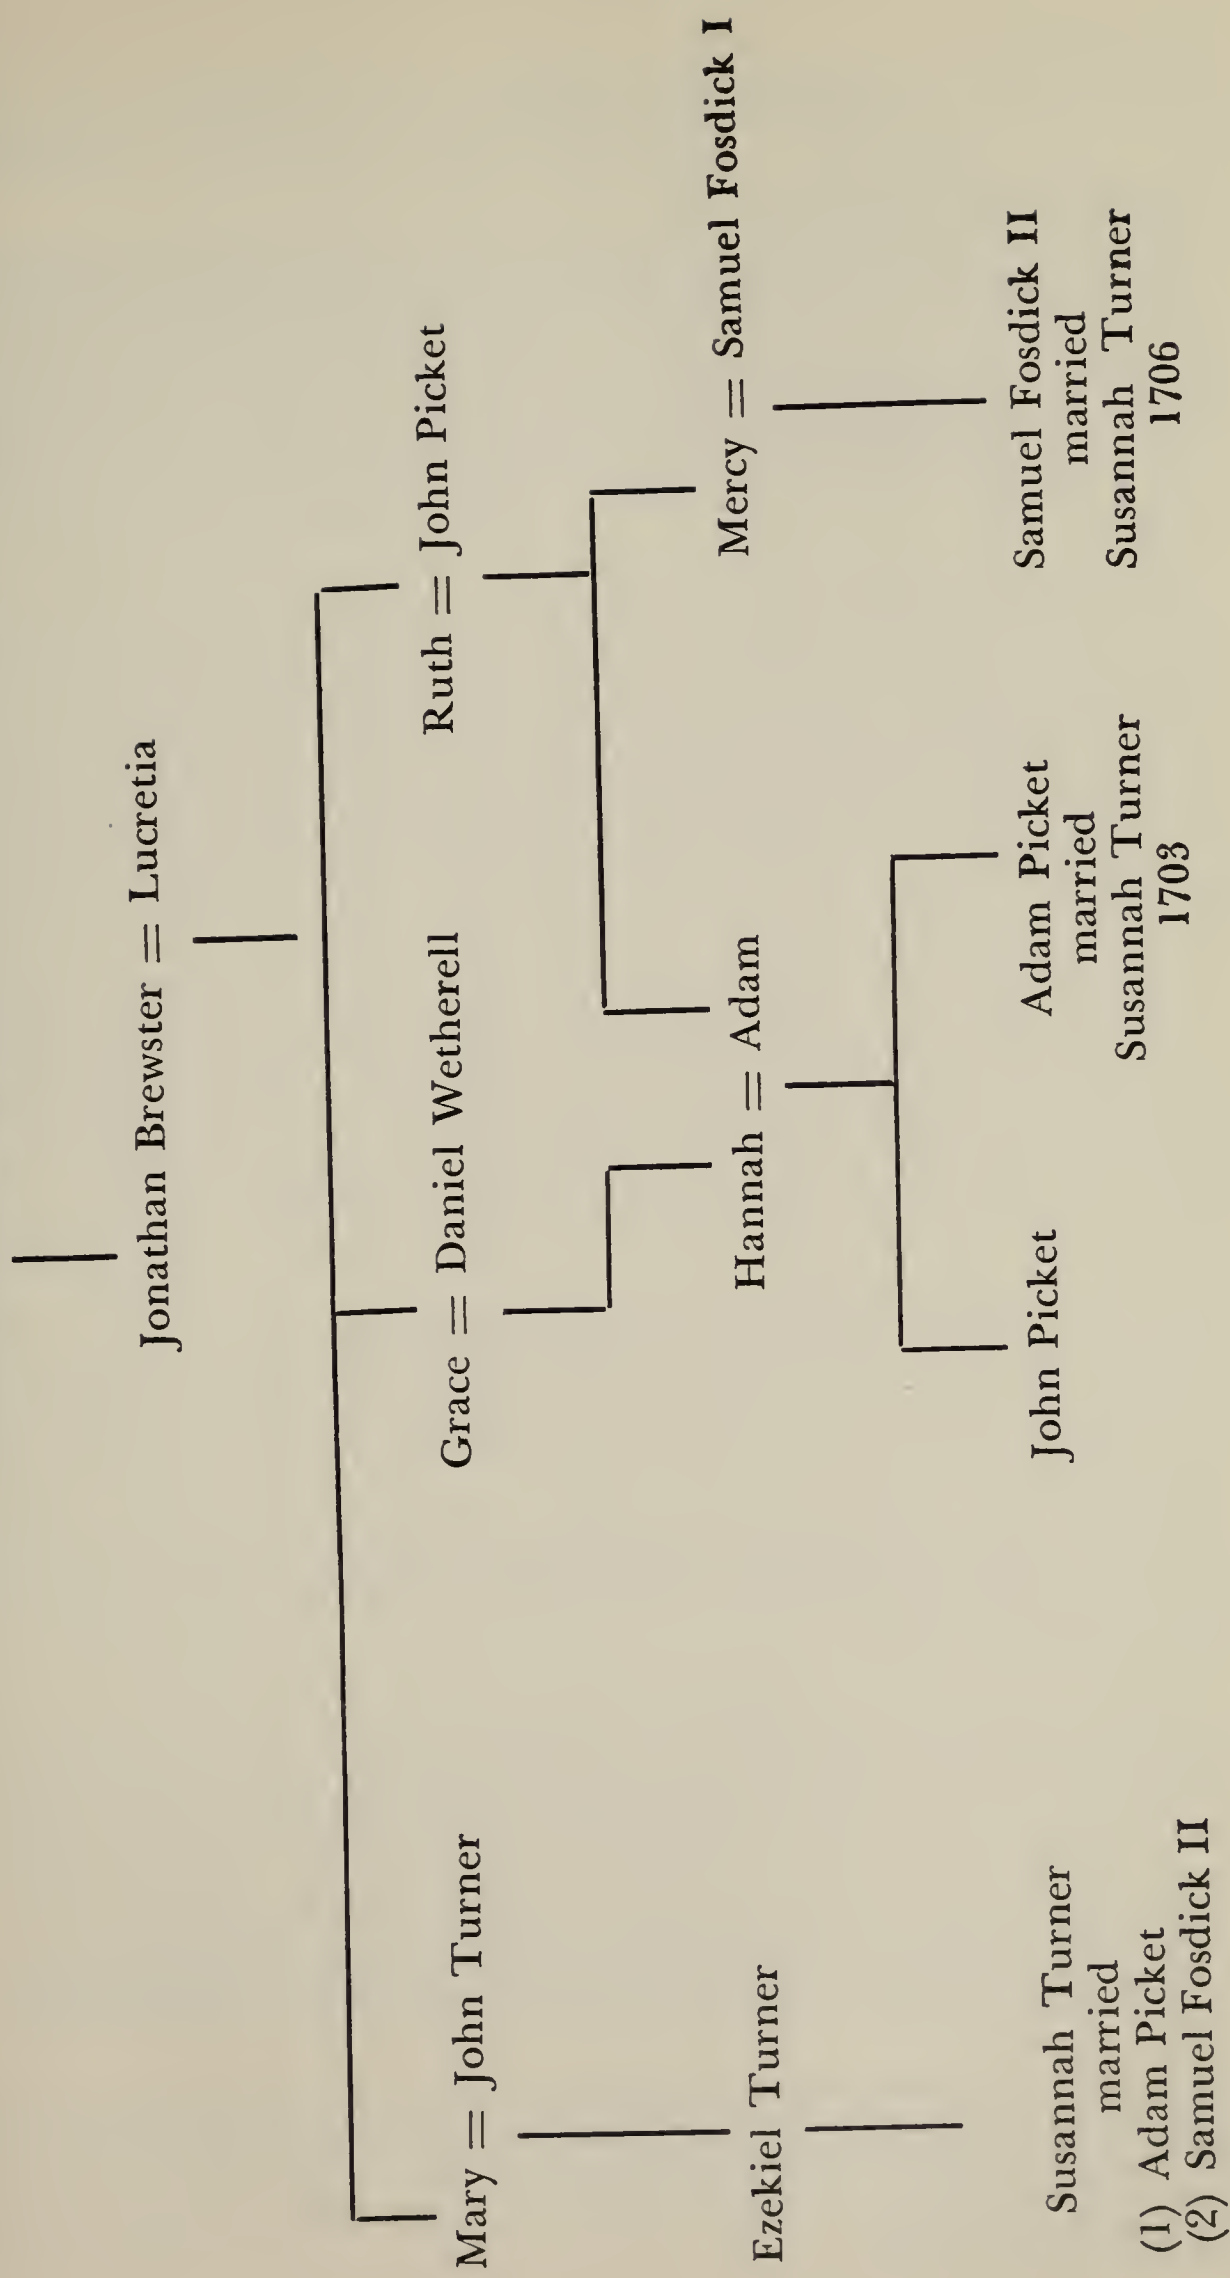 Jonathan Brewster = Lucretia
Mary = John Turner
Grace = Daniel Wetherell
Ruth = John Picket
Ezekiel Turner
Hannah = Adam
Mercy = Samuel Fosdick I
Susannah Turner
married
(1) Adam Picket
(2) Samuel Fosdick II
John Picket
Adam Picket
married
Susannah Turner
1703
Samuel Fosdick II
married
Susannah Turner
1706